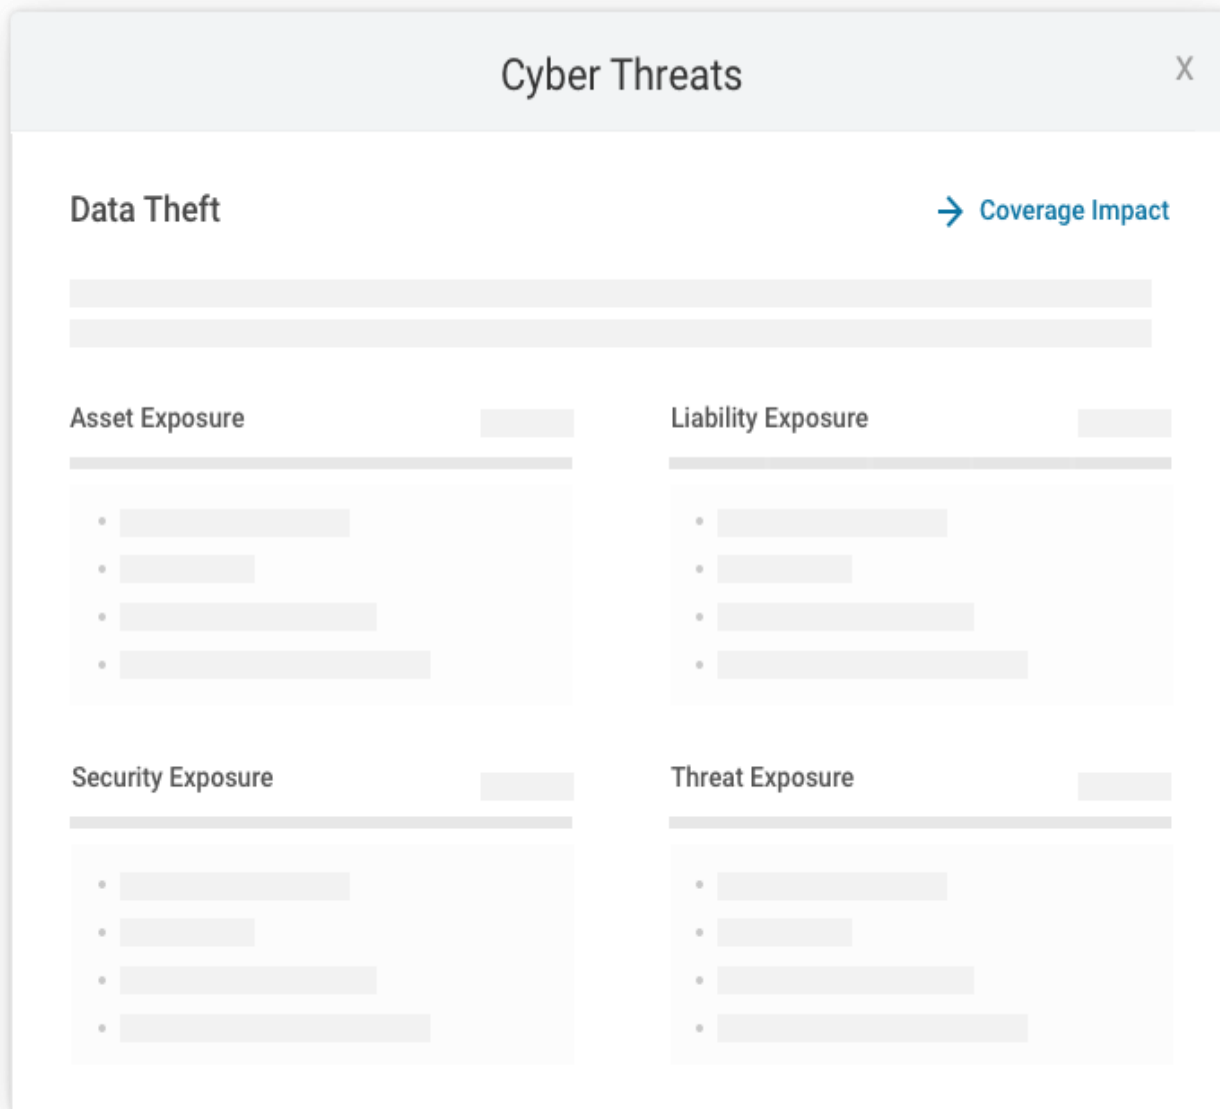 Cyber Threats
X
Data Theft
Coverage Impact
Asset Exposure
Liability Exposure
Security Exposure
Threat Exposure